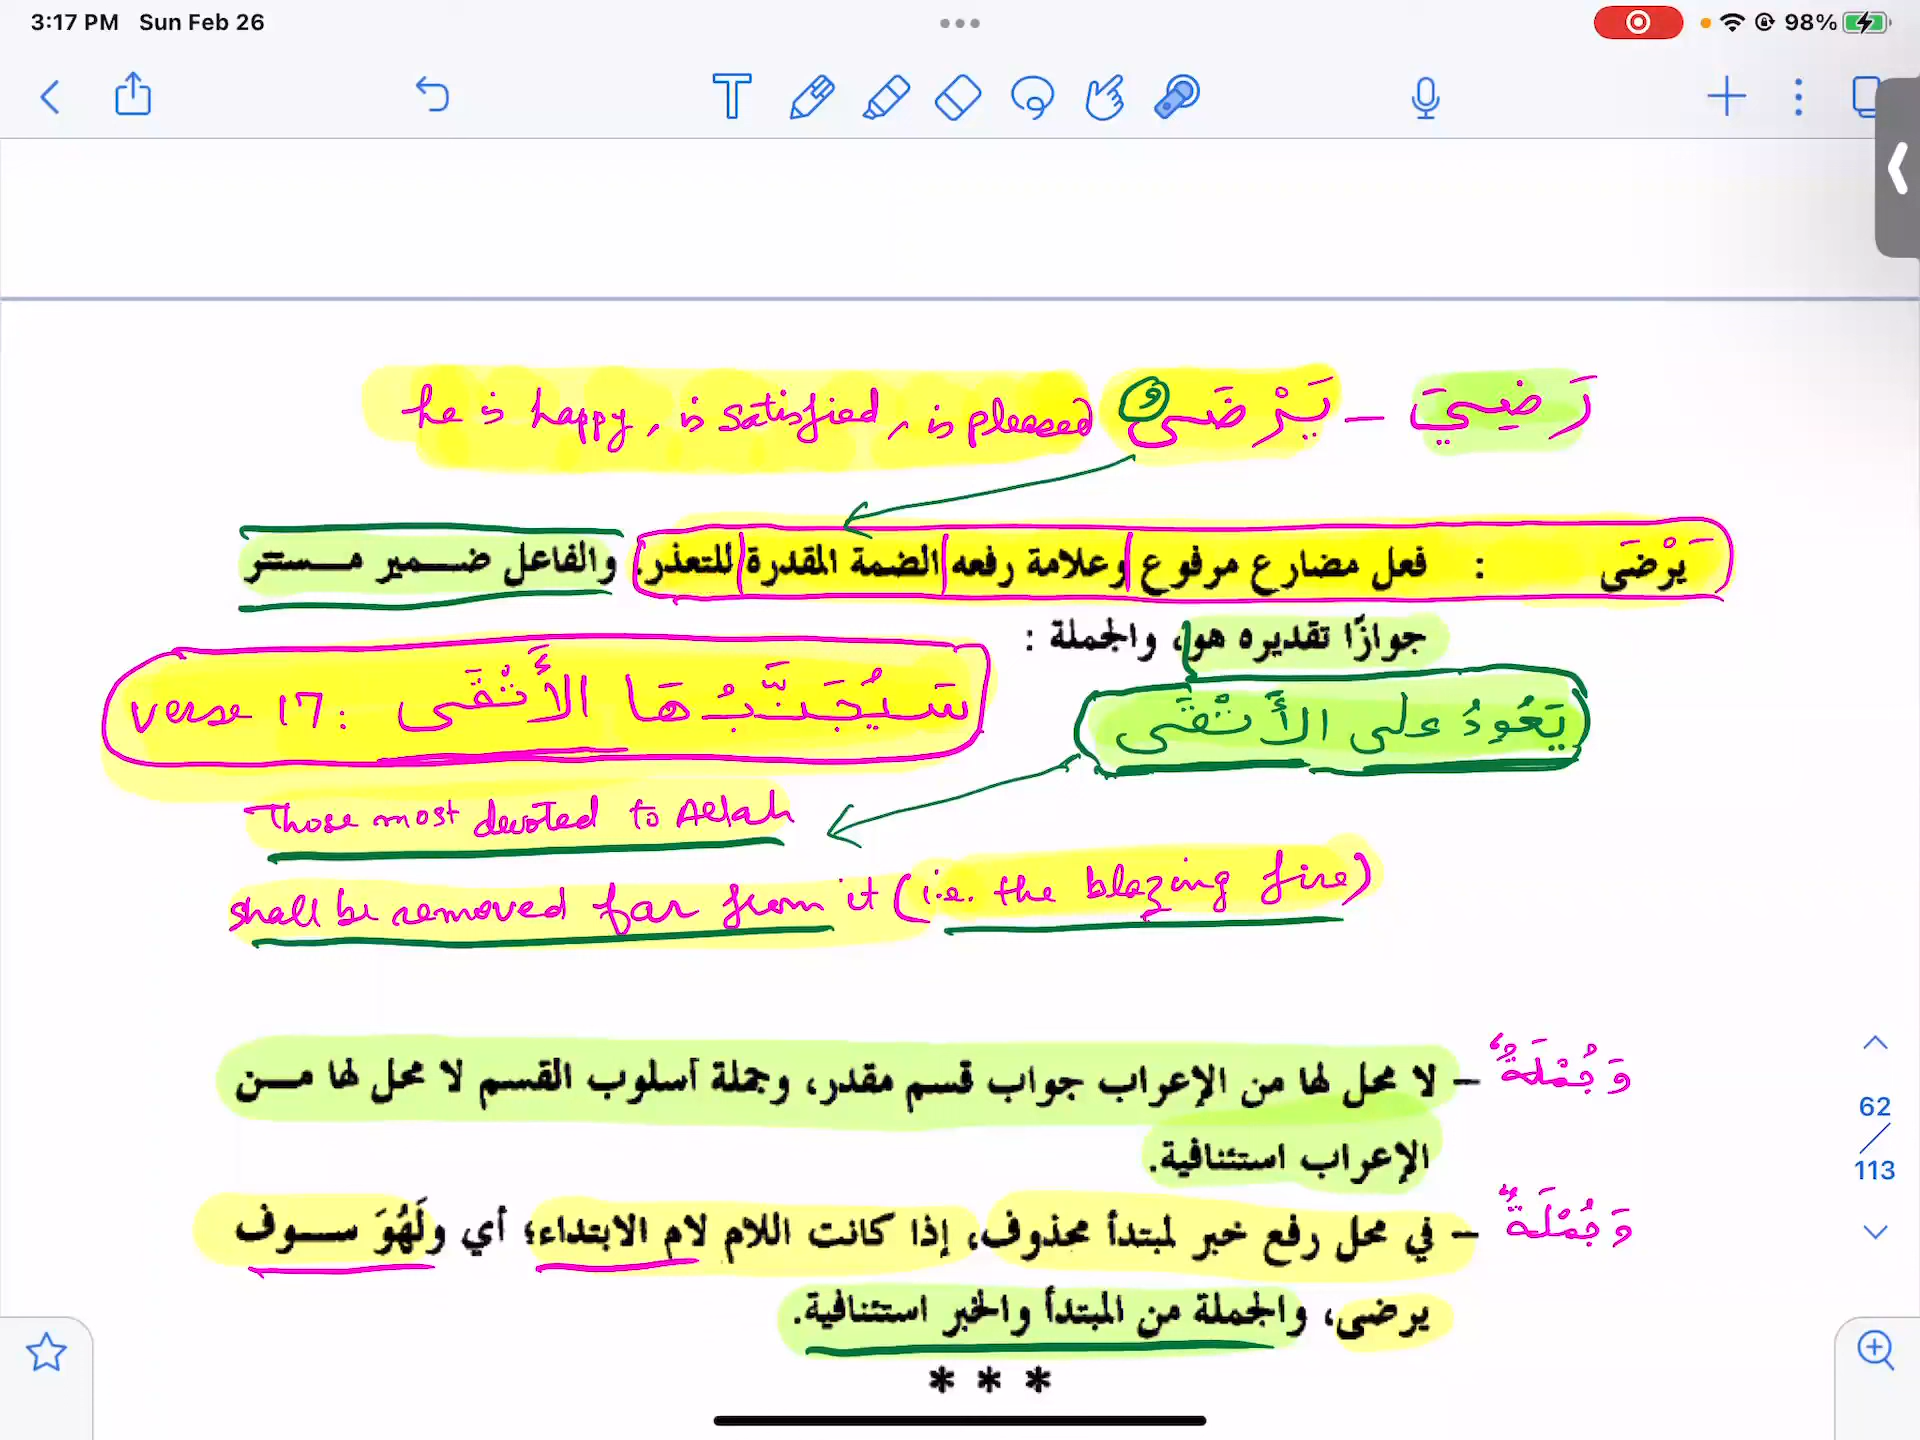 3:17 PM Sun Feb 26
98%
رَضِيَ – يَرْضَى he is happy, is satisfied, is pleased
يَرْضَى : فعل مضارع مرفوع وعلامة رفعه الضمة المقدرة للتعذر. والفاعل ضمير مستتر
جوازًا تقديره هو، والجملة :
يَعُودُ على الأَتْقَى
verse 17: سَيُجَنَّبُهَا الأَتْقَى
Those most devoted to Allah
shall be removed far from it (i.e. the blazing fire)
وَجُمْلَةٌ – لا محل لها من الإعراب جواب قسم مقدر، وجملة أسلوب القسم لا محل لها من
الإعراب استئنافية.
وَجُمْلَةٌ – في محل رفع خبر لمبتدأ محذوف، إذا كانت اللام لام الابتداء؛ أي ولَهُوَ سوف
يرضى، والجملة من المبتدأ والخبر استئنافية.
* * *
62
113